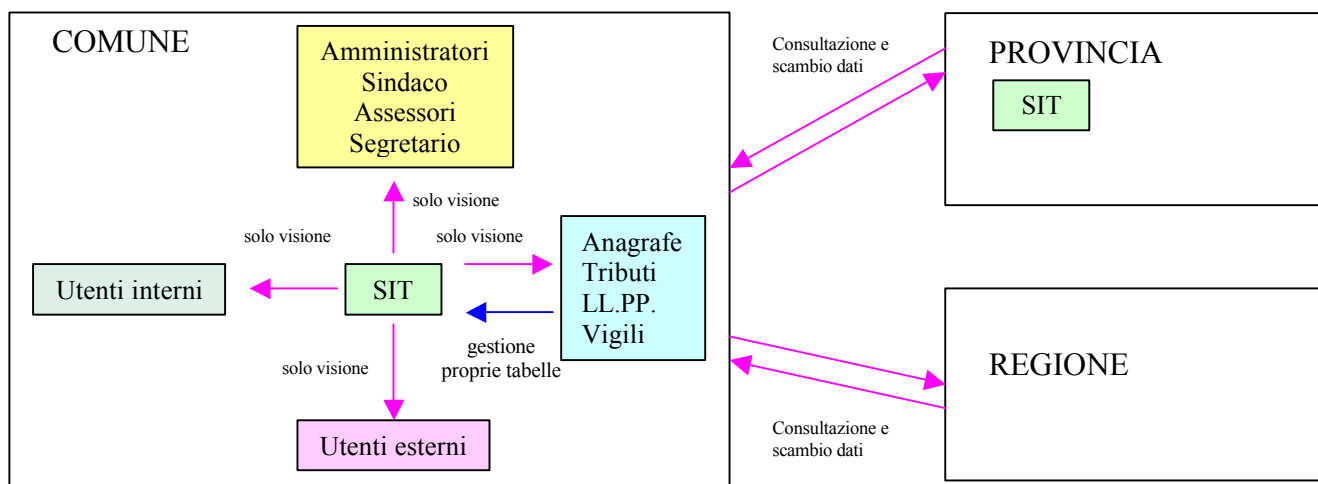 COMUNE
Amministratori
Sindaco
Assessori
Segretario
solo visione
solo visione
solo visione
Utenti interni
SIT
Anagrafe
Tributi
LL.PP.
Vigili
gestione
proprie tabelle
solo visione
Utenti esterni
Consultazione e
scambio dati
PROVINCIA
SIT
REGIONE
Consultazione e
scambio dati